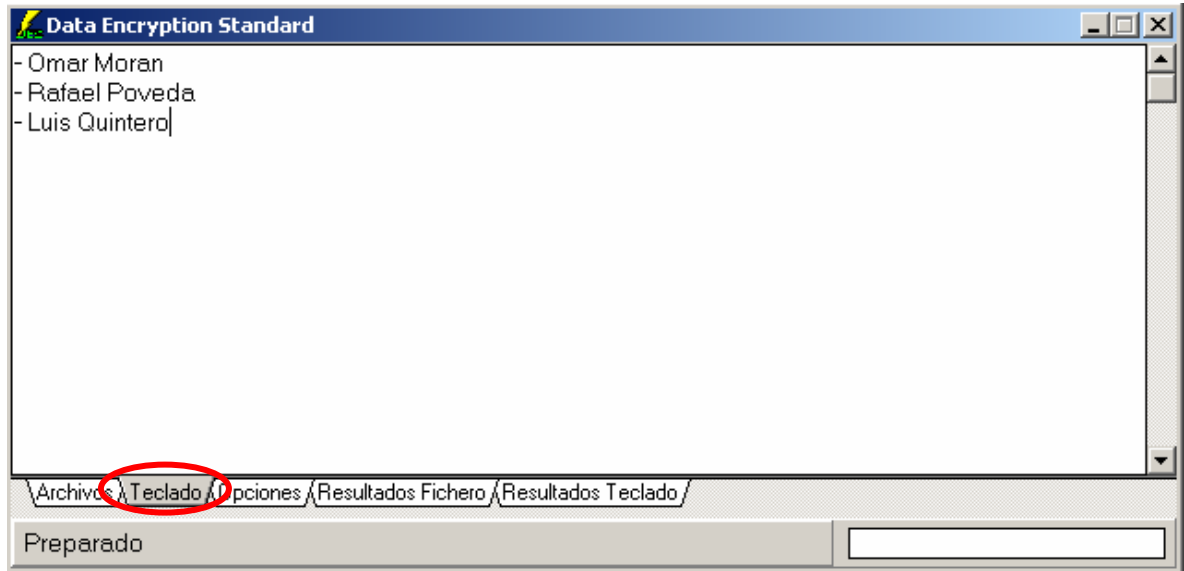 Data Encryption Standard
- Omar Moran
- Rafael Poveda
- Luis Quintero
Archivos Teclado Opciones Resultados Fichero Resultados Teclado
Preparado